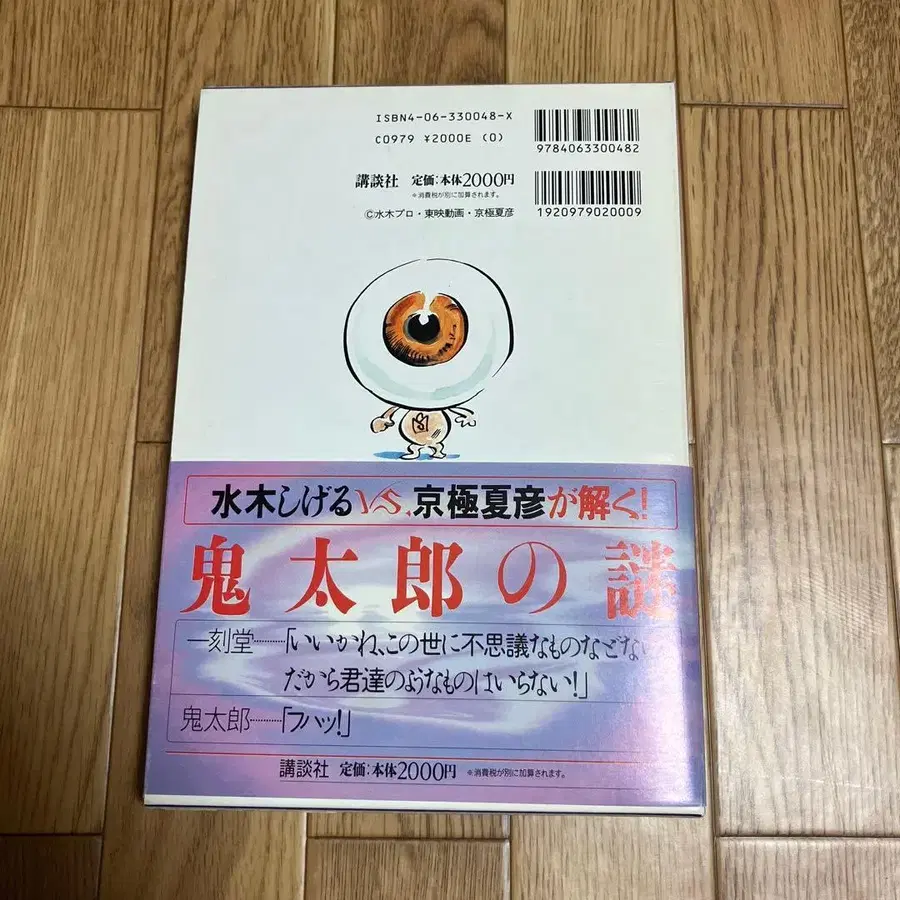 ISBN4-06-330048-X
C0979 ¥2000E (0)
9784063300482
講談社 定価：本体2000円
※消費税が別に加算されます。
1920979020009
©水木プロ・東映動画・京極夏彦
水木しげるVS.京極夏彦が解く!
鬼太郎の謎
一刻堂………「いいかね、この世に不思議なものなどない
だから君達のようなものはいらない!」
鬼太郎………「フハッ!」
講談社 定価：本体2000円 ※消費税が別に加算されます。